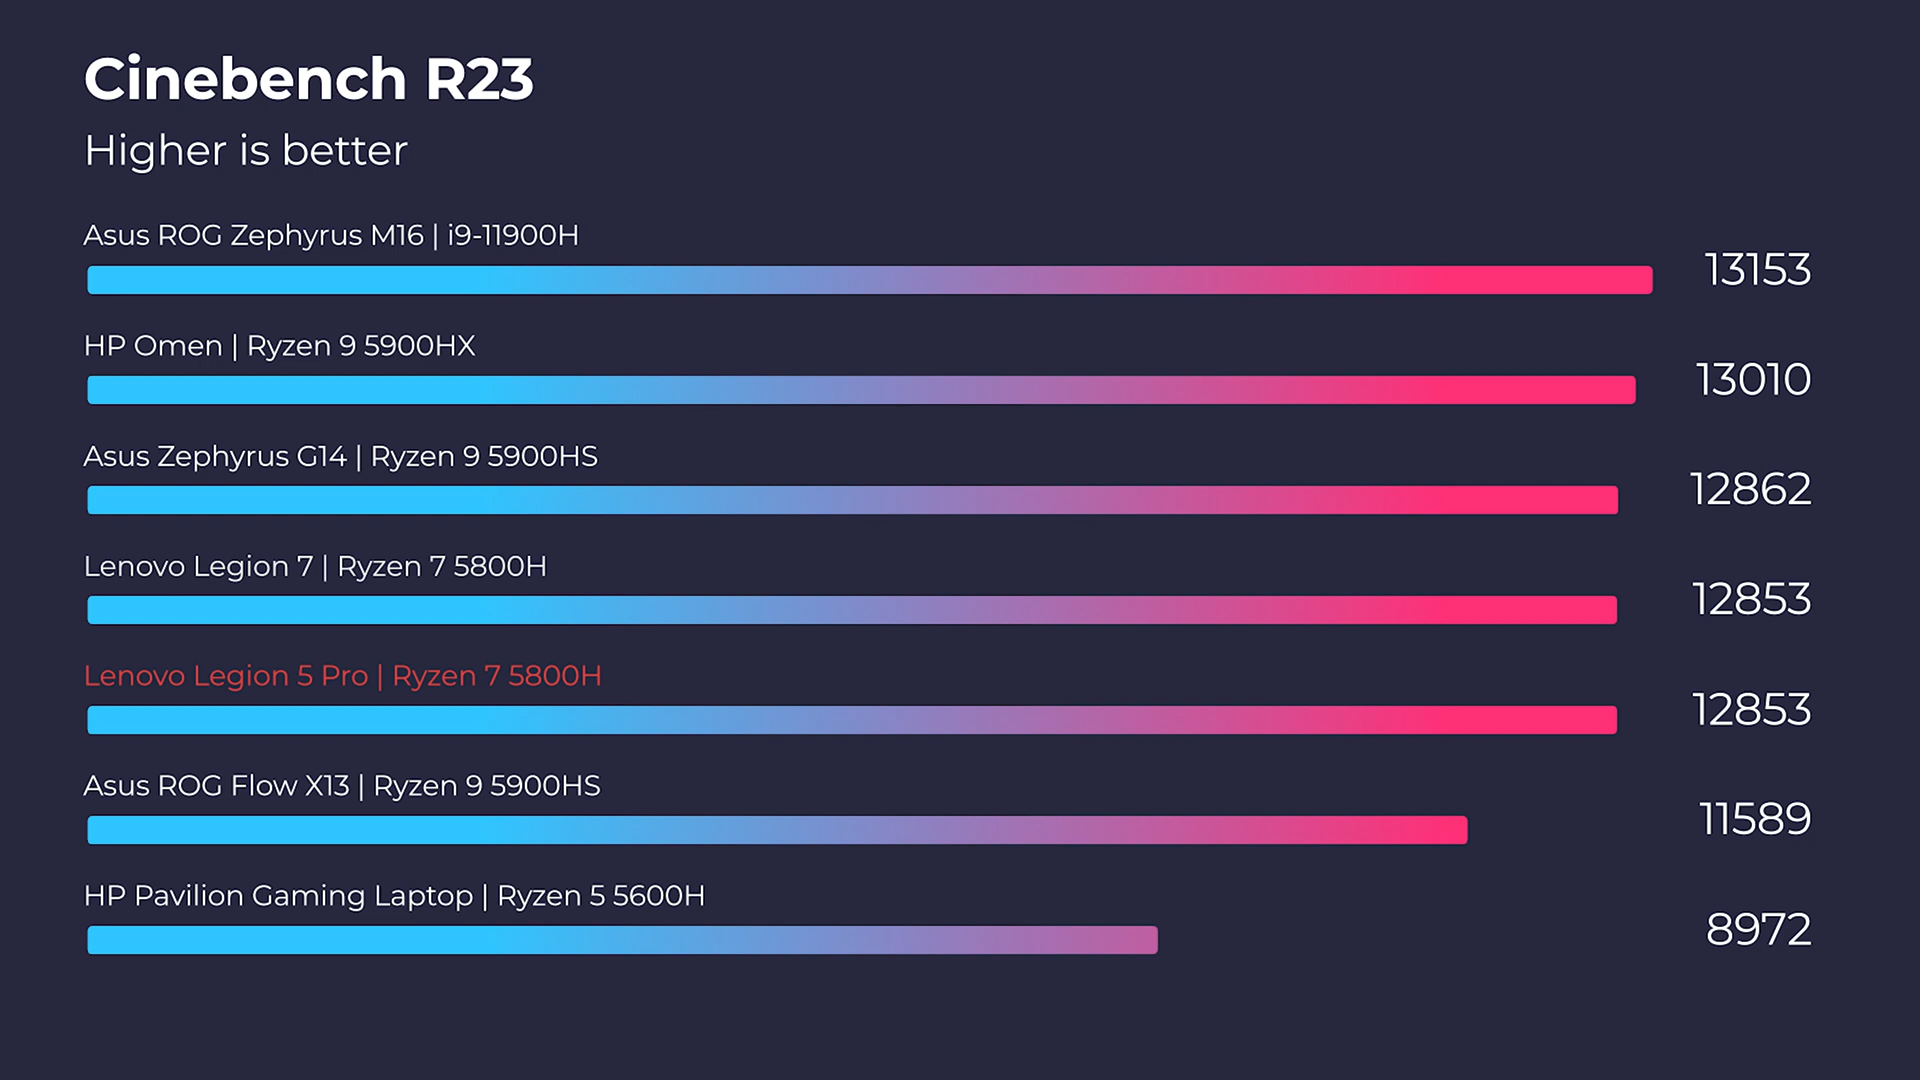 Cinebench R23
Higher is better
Asus ROG Zephyrus M16 | i9-11900H
13153
HP Omen | Ryzen 9 5900HX
13010
Asus Zephyrus G14 | Ryzen 9 5900HS
12862
Lenovo Legion 7 | Ryzen 7 5800H
12853
Lenovo Legion 5 Pro | Ryzen 7 5800H
12853
Asus ROG Flow X13 | Ryzen 9 5900HS
11589
HP Pavilion Gaming Laptop | Ryzen 5 5600H
8972